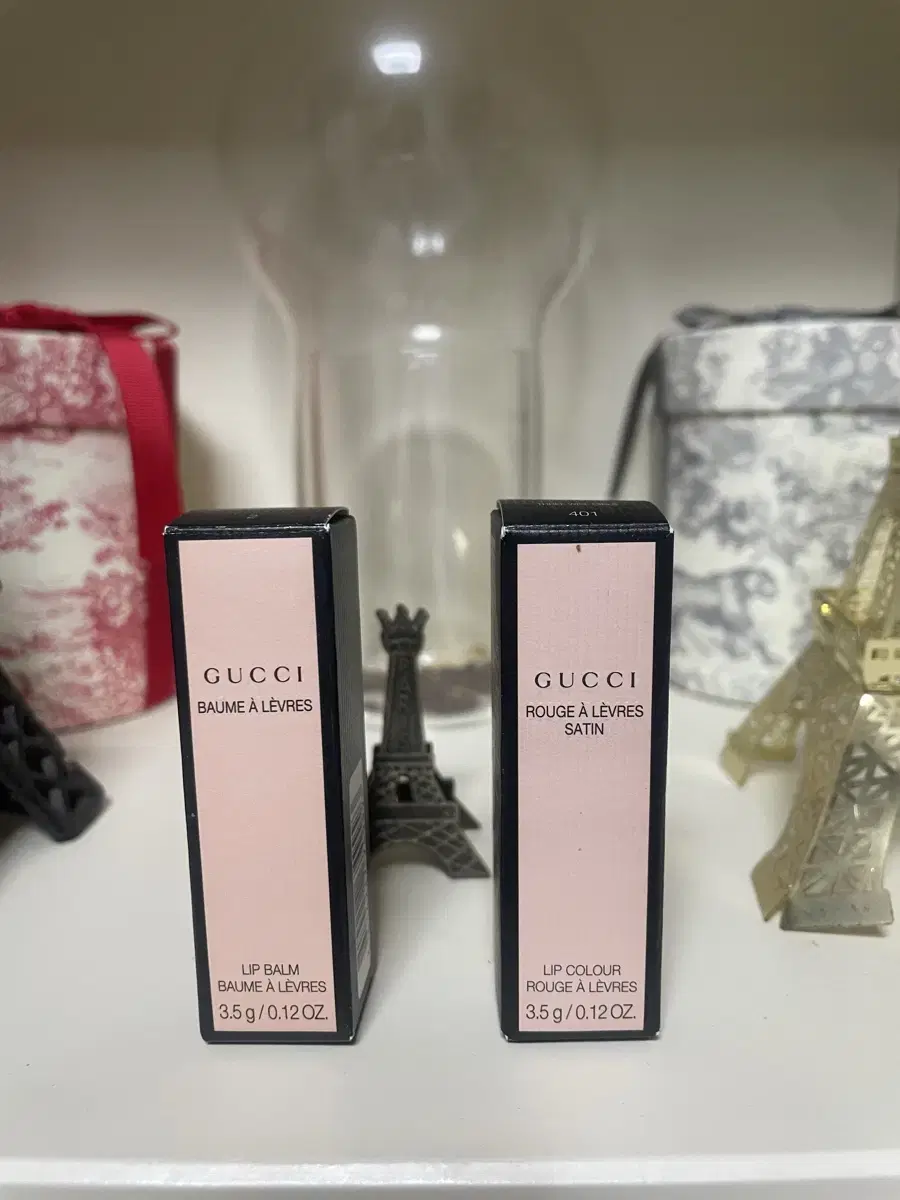 2
GUCCI
BAUME À LÈVRES
LIP BALM
BAUME À LÈVRES
3.5 g / 0.12 OZ.
401
GUCCI
ROUGE À LÈVRES
SATIN
LIP COLOUR
ROUGE À LÈVRES
3.5 g / 0.12 OZ.